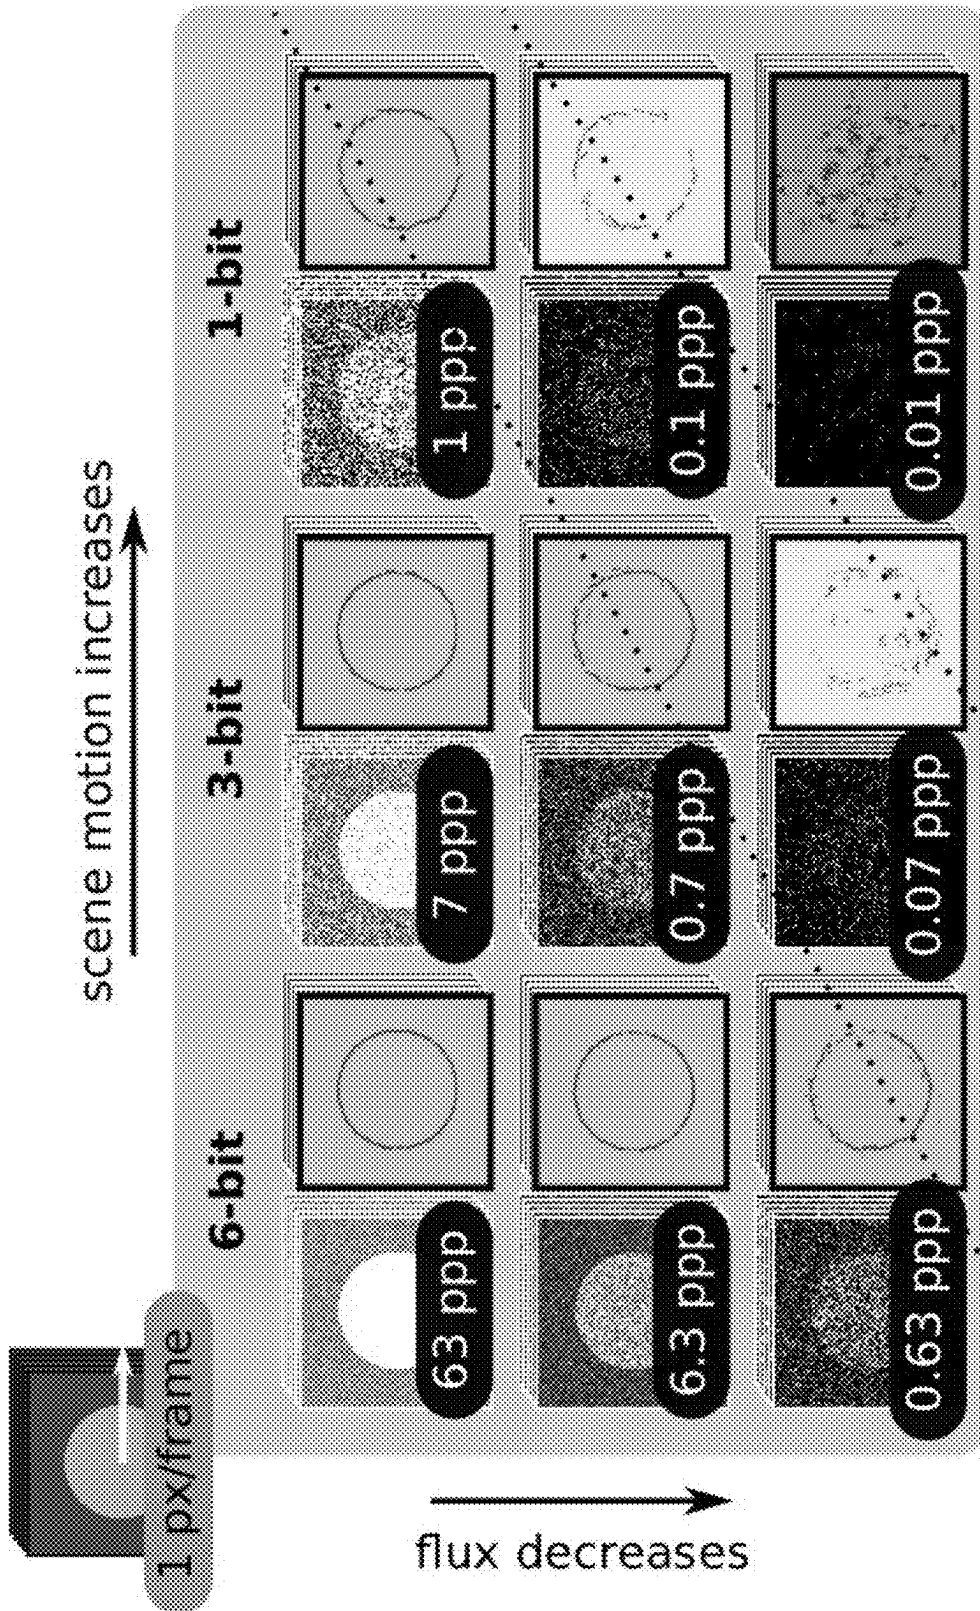 scene motion increases
1 px/frame
6-bit
3-bit
1-bit
flux decreases
63 ppp
7 ppp
1 ppp
6.3 ppp
0.7 ppp
0.1 ppp
0.63 ppp
0.07 ppp
0.01 ppp